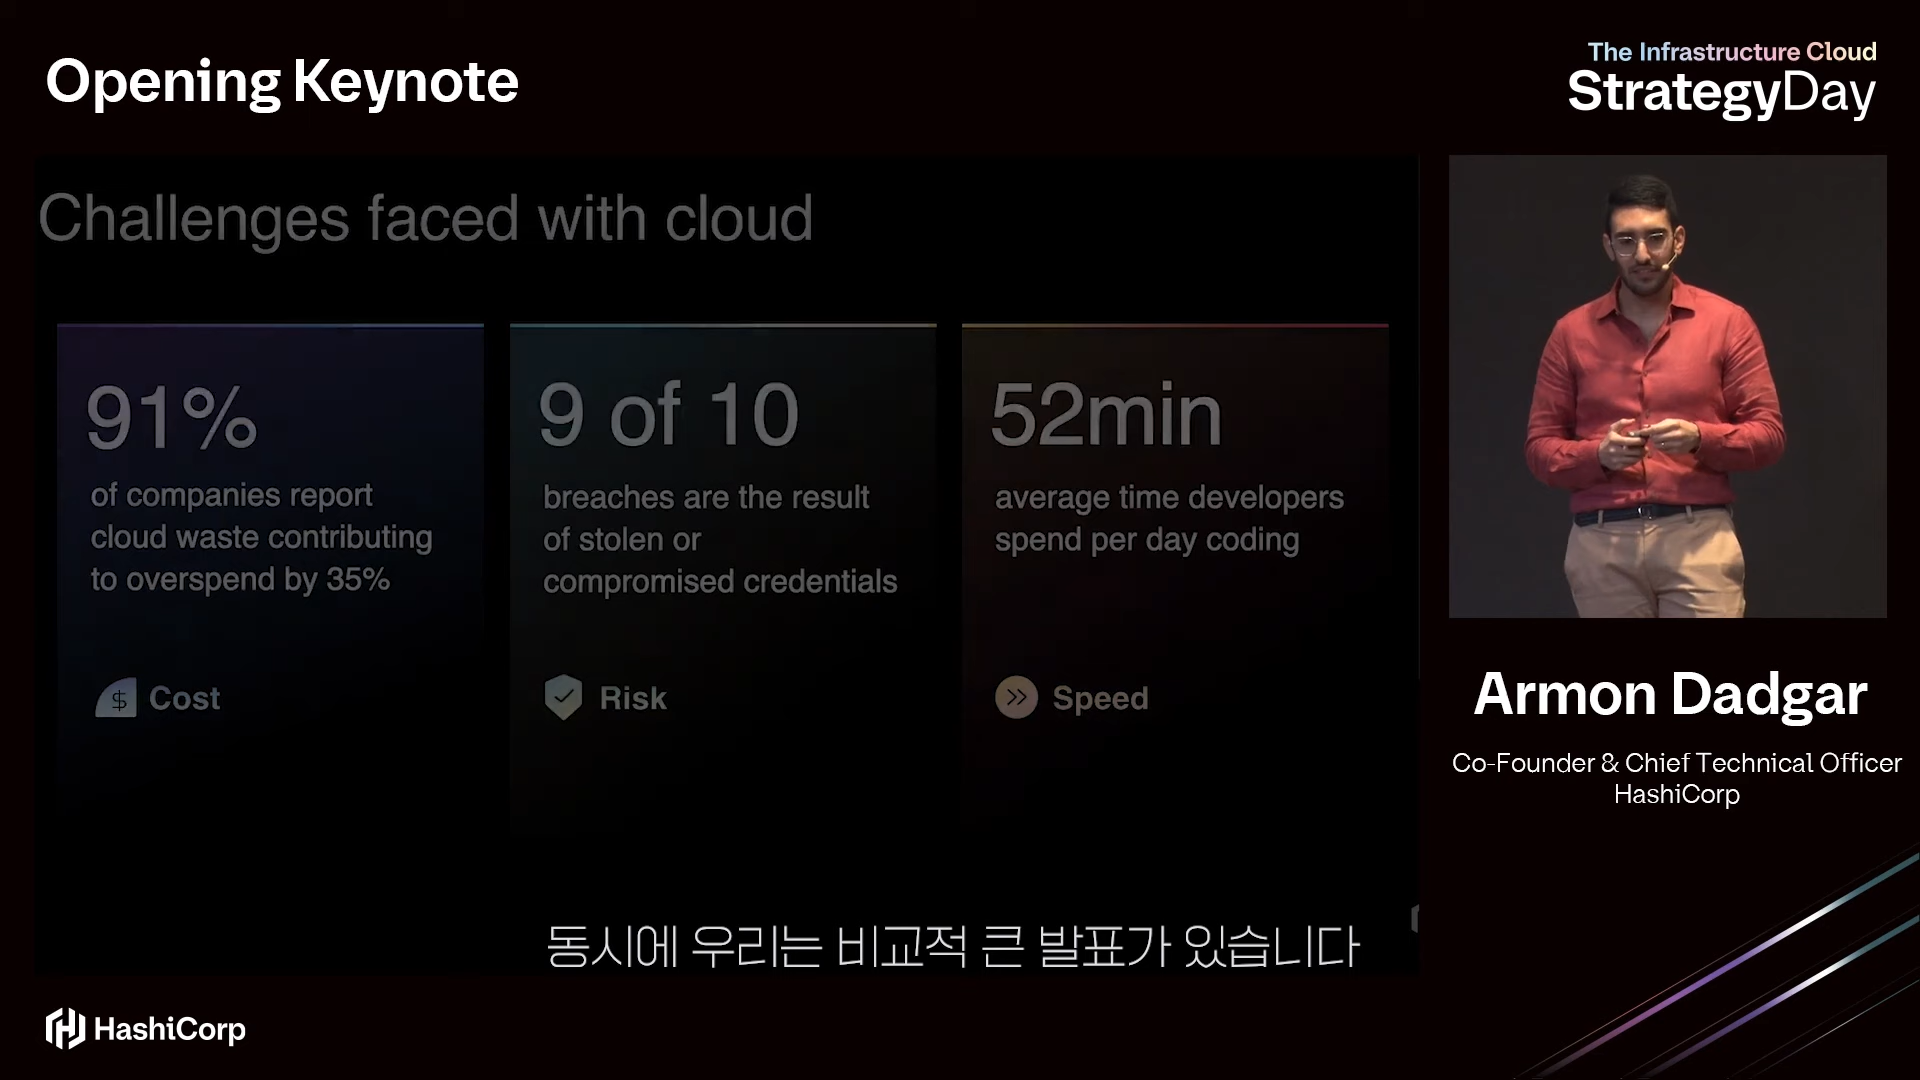 Opening Keynote
The Infrastructure Cloud
StrategyDay
Challenges faced with cloud
91%
of companies report
cloud waste contributing
to overspend by 35%
$ Cost
9 of 10
breaches are the result
of stolen or
compromised credentials
Risk
52min
average time developers
spend per day coding
Speed
Armon Dadgar
Co-Founder & Chief Technical Officer
HashiCorp
동시에 우리는 비교적 큰 발표가 있습니다
HashiCorp